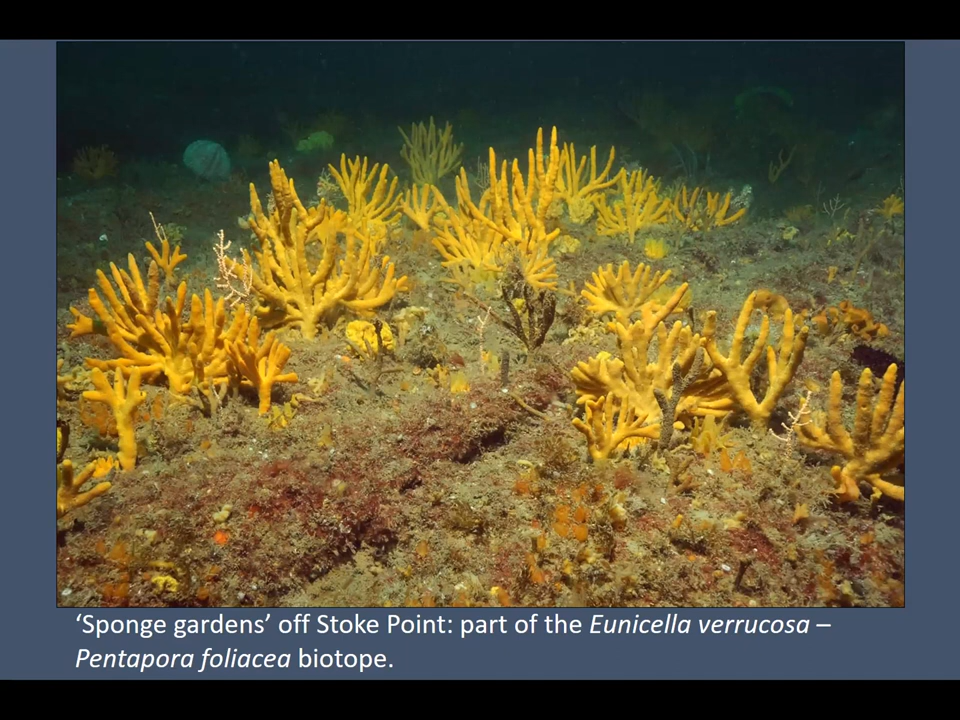 ‘Sponge gardens’ off Stoke Point: part of the Eunicella verrucosa –
Pentapora foliacea biotope.